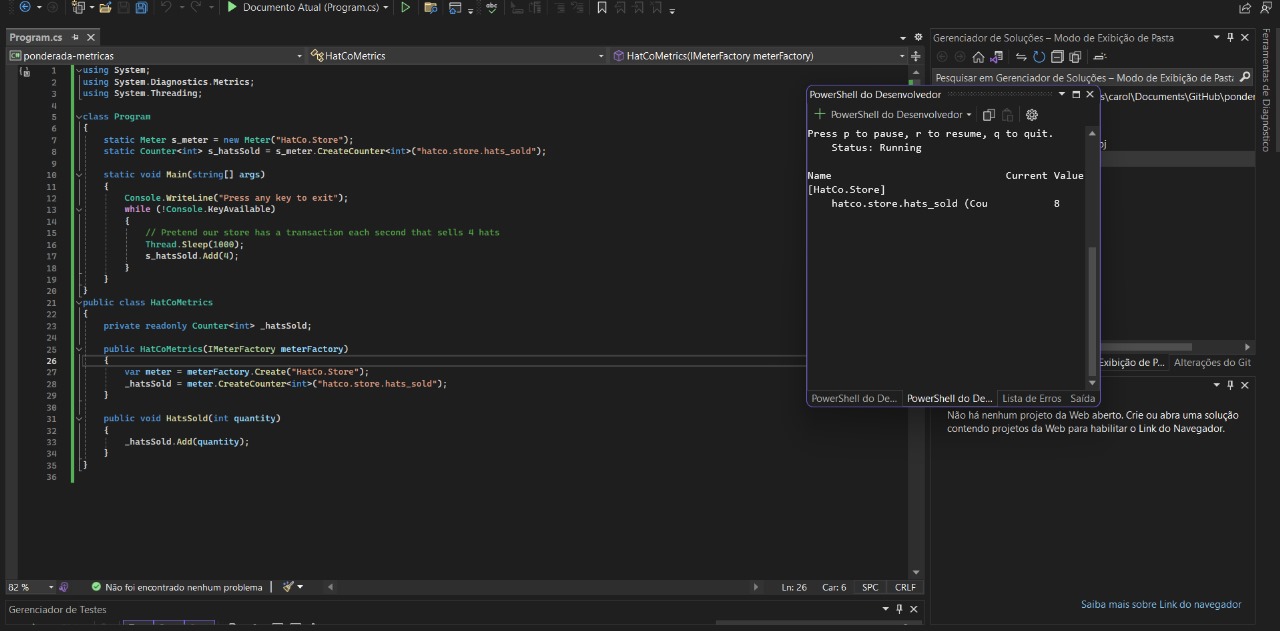 Documento Atual (Program.cs)
Program.cs
ponderada-metricas
HatCoMetrics
HatCoMetrics(IMeterFactory meterFactory)
1 using System;
2 using System.Diagnostics.Metrics;
3 using System.Threading;
4
5 class Program
6 {
7 static Meter s_meter = new Meter("HatCo.Store");
8 static Counter<int> s_hatsSold = s_meter.CreateCounter<int>("hatco.store.hats_sold");
9
10 static void Main(string[] args)
11 {
12 Console.WriteLine("Press any key to exit");
13 while (!Console.KeyAvailable)
14 {
15 // Pretend our store has a transaction each second that sells 4 hats
16 Thread.Sleep(1000);
17 s_hatsSold.Add(4);
18 }
19 }
20 }
21 public class HatCoMetrics
22 {
23 private readonly Counter<int> _hatsSold;
24
25 public HatCoMetrics(IMeterFactory meterFactory)
26 {
27 var meter = meterFactory.Create("HatCo.Store");
28 _hatsSold = meter.CreateCounter<int>("hatco.store.hats_sold");
29 }
30
31 public void HatsSold(int quantity)
32 {
33 _hatsSold.Add(quantity);
34 }
35 }
36
82 %
Não foi encontrado nenhum problema
Ln: 26 Car: 6 SPC CRLF
Gerenciador de Testes
PowerShell do Desenvolvedor
PowerShell do Desenvolvedor
Press p to pause, r to resume, q to quit.
Status: Running
Name Current Value
[HatCo.Store]
hatco.store.hats_sold (Cou 8
PowerShell do De... PowerShell do De... Lista de Erros Saída
Gerenciador de Soluções – Modo de Exibição de Pasta
Pesquisar em Gerenciador de Soluções – Modo de Exibição de Pasta
s\carol\Documents\GitHub\ponder
oj
Exibição de P... Alterações do Git
Não há nenhum projeto da Web aberto. Crie ou abra uma solução
contendo projetos da Web para habilitar o Link do Navegador.
Saiba mais sobre Link do navegador
Ferramentas de Diagnóstico